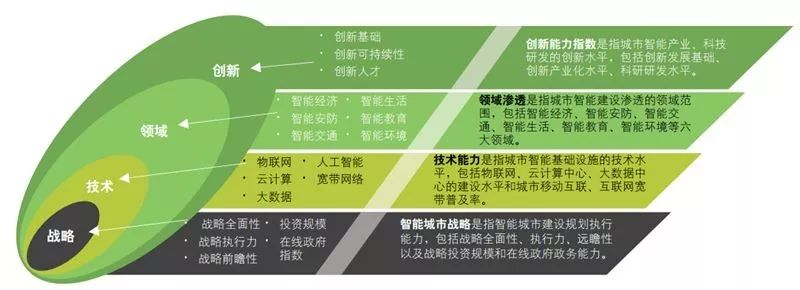 创新
• 创新基础
• 创新可持续性
• 创新人才
创新能力指数是指城市智能产业、科技
研发的创新水平，包括创新发展基础、
创新产业化水平、科研研发水平。
领域
• 智能经济 • 智能生活
• 智能安防 • 智能教育
• 智能交通 • 智能环境
领域渗透是指城市智能建设渗透的领域范
围，包括智能经济、智能安防、智能交
通、智能生活、智能教育、智能环境等六
大领域。
技术
• 物联网 • 人工智能
• 云计算 • 宽带网络
• 大数据
技术能力是指城市智能基础设施的技术水
平，包括物联网、云计算中心、大数据中
心的建设水平和城市移动互联、互联网宽
带普及率。
战略
• 战略全面性 • 投资规模
• 战略执行力 • 在线政府
指数
• 战略前瞻性
智能城市战略是指智能城市建设规划执行
能力，包括战略全面性、执行力、远瞻性
以及战略投资规模和在线政府政务能力。